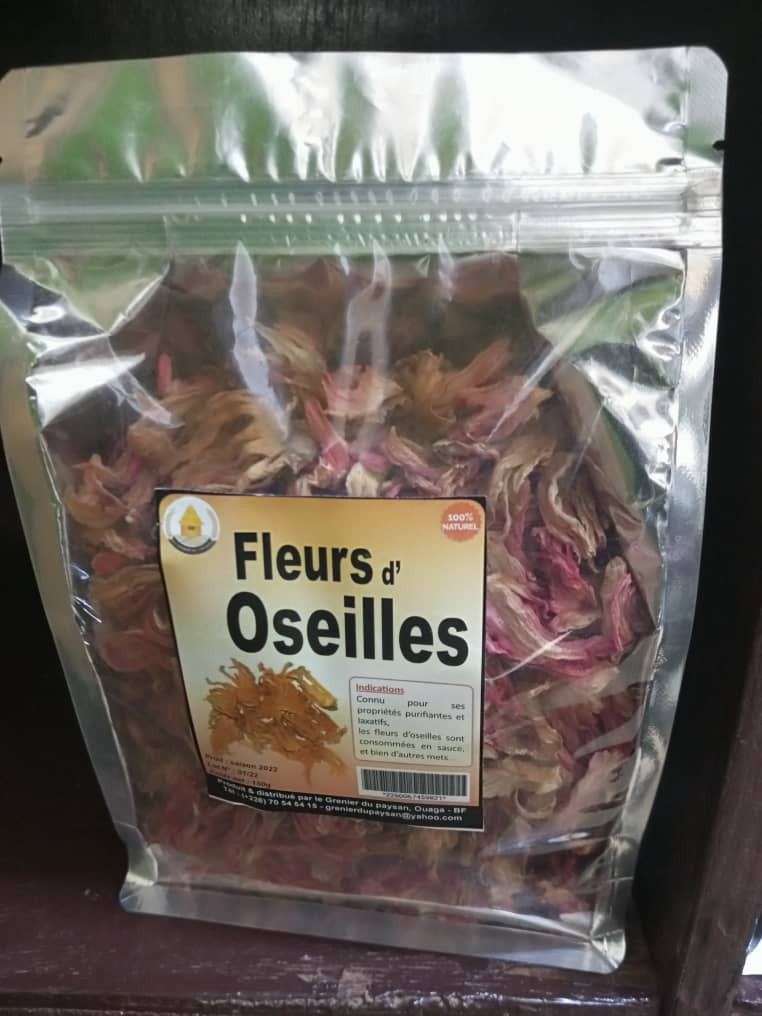 100%
NATUREL
Fleurs d'
Oseilles
Indications
Connu pour ses
propriétés purifiantes et
laxatifs,
les fleurs d'oseilles sont
consommées en sauce,
et bien d'autres mets...
Prod : saison 2022
Lot N° : 01/22
Poids net : 150g
Produit & distribué par le Grenier du paysan, Ouaga - BF
Tél : (+226) 70 54 54 15 - grenierdupaysan@yahoo.com